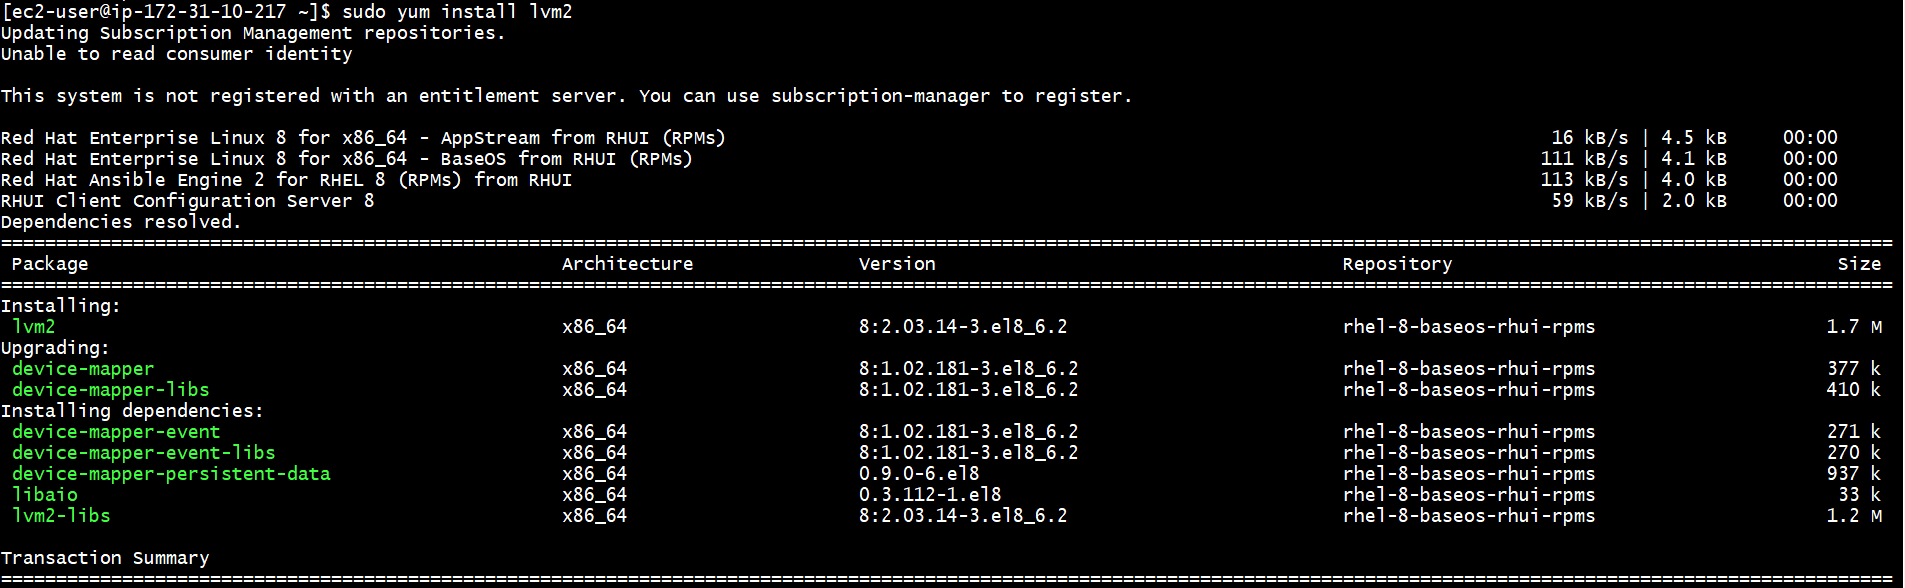 [ec2-user@ip-172-31-10-217 ~]$ sudo yum install lvm2
Updating Subscription Management repositories.
Unable to read consumer identity
This system is not registered with an entitlement server. You can use subscription-manager to register.
Red Hat Enterprise Linux 8 for x86_64 - AppStream from RHUI (RPMs) 16 kB/s | 4.5 kB 00:00
Red Hat Enterprise Linux 8 for x86_64 - BaseOS from RHUI (RPMs) 111 kB/s | 4.1 kB 00:00
Red Hat Ansible Engine 2 for RHEL 8 (RPMs) from RHUI 113 kB/s | 4.0 kB 00:00
RHUI Client Configuration Server 8 59 kB/s | 2.0 kB 00:00
Dependencies resolved.
Package Architecture Version Repository Size
Installing:
lvm2 x86_64 8:2.03.14-3.el8_6.2 rhel-8-baseos-rhui-rpms 1.7 M
Upgrading:
device-mapper x86_64 8:1.02.181-3.el8_6.2 rhel-8-baseos-rhui-rpms 377 k
device-mapper-libs x86_64 8:1.02.181-3.el8_6.2 rhel-8-baseos-rhui-rpms 410 k
Installing dependencies:
device-mapper-event x86_64 8:1.02.181-3.el8_6.2 rhel-8-baseos-rhui-rpms 271 k
device-mapper-event-libs x86_64 8:1.02.181-3.el8_6.2 rhel-8-baseos-rhui-rpms 270 k
device-mapper-persistent-data x86_64 0.9.0-6.el8 rhel-8-baseos-rhui-rpms 937 k
libaio x86_64 0.3.112-1.el8 rhel-8-baseos-rhui-rpms 33 k
lvm2-libs x86_64 8:2.03.14-3.el8_6.2 rhel-8-baseos-rhui-rpms 1.2 M
Transaction Summary